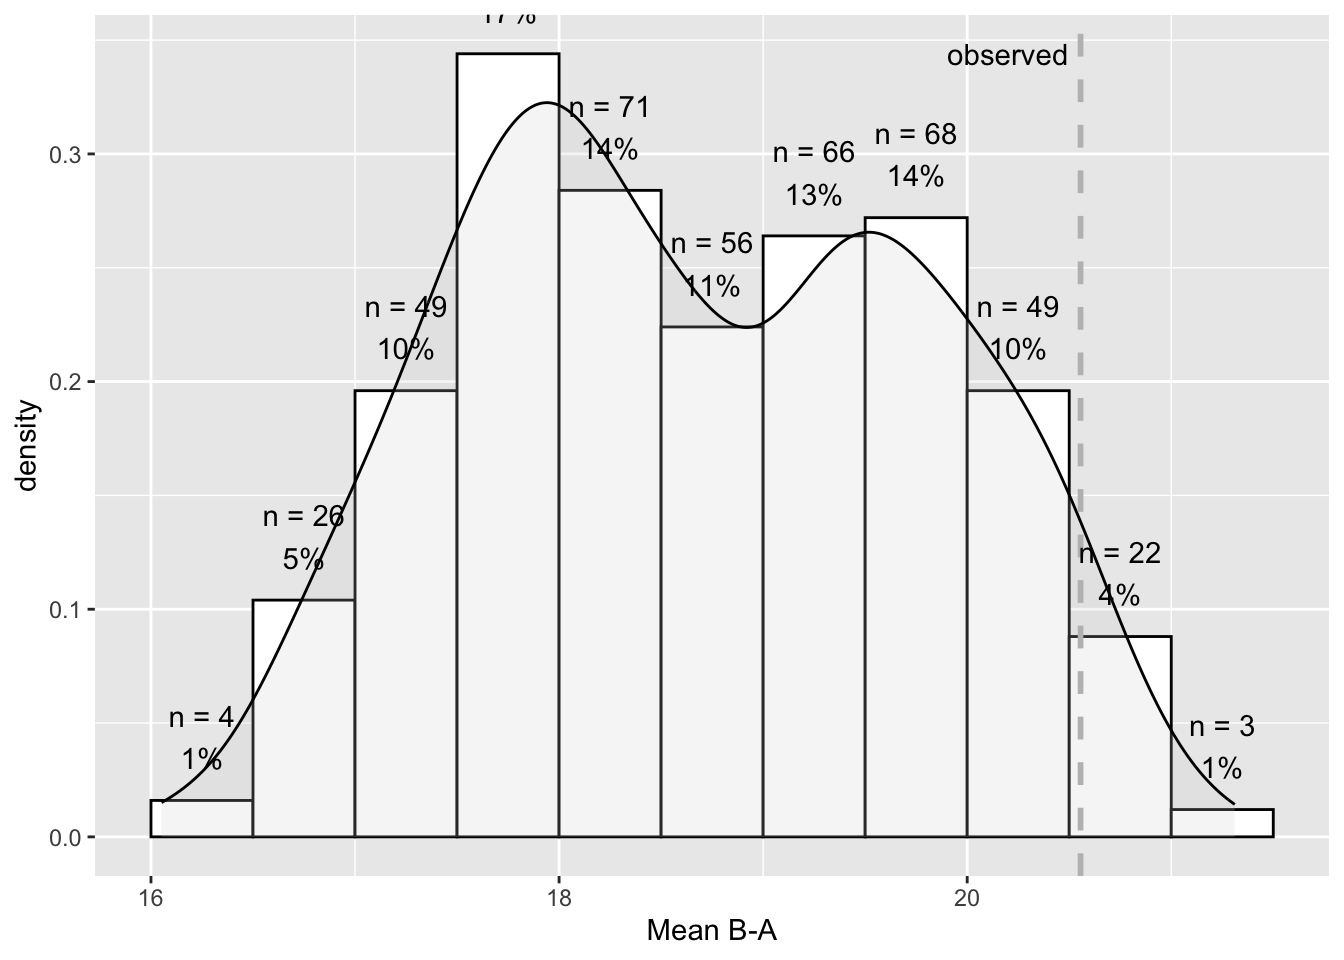 17%
observed
n = 71
14%
n = 68
14%
n = 66
13%
n = 56
11%
n = 49
10%
n = 49
10%
n = 26
5%
n = 22
4%
n = 4
1%
n = 3
1%
0.3
0.2
0.1
0.0
density
16
18
20
Mean B-A